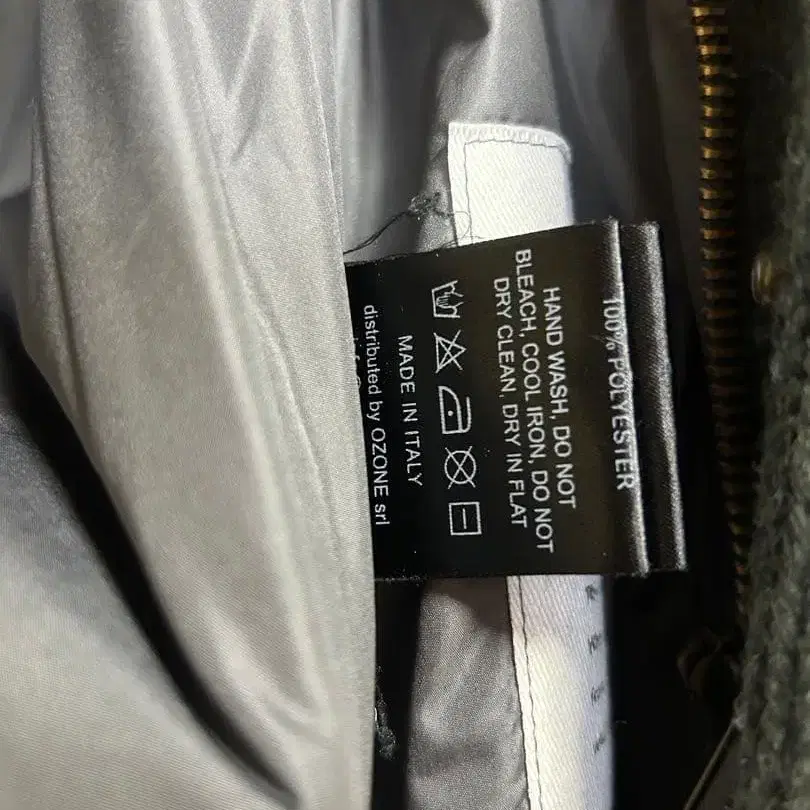 100% POLYESTER
HAND WASH, DO NOT
BLEACH, COOL IRON, DO NOT
DRY CLEAN, DRY IN FLAT
MADE IN ITALY
distributed by OZONE srl